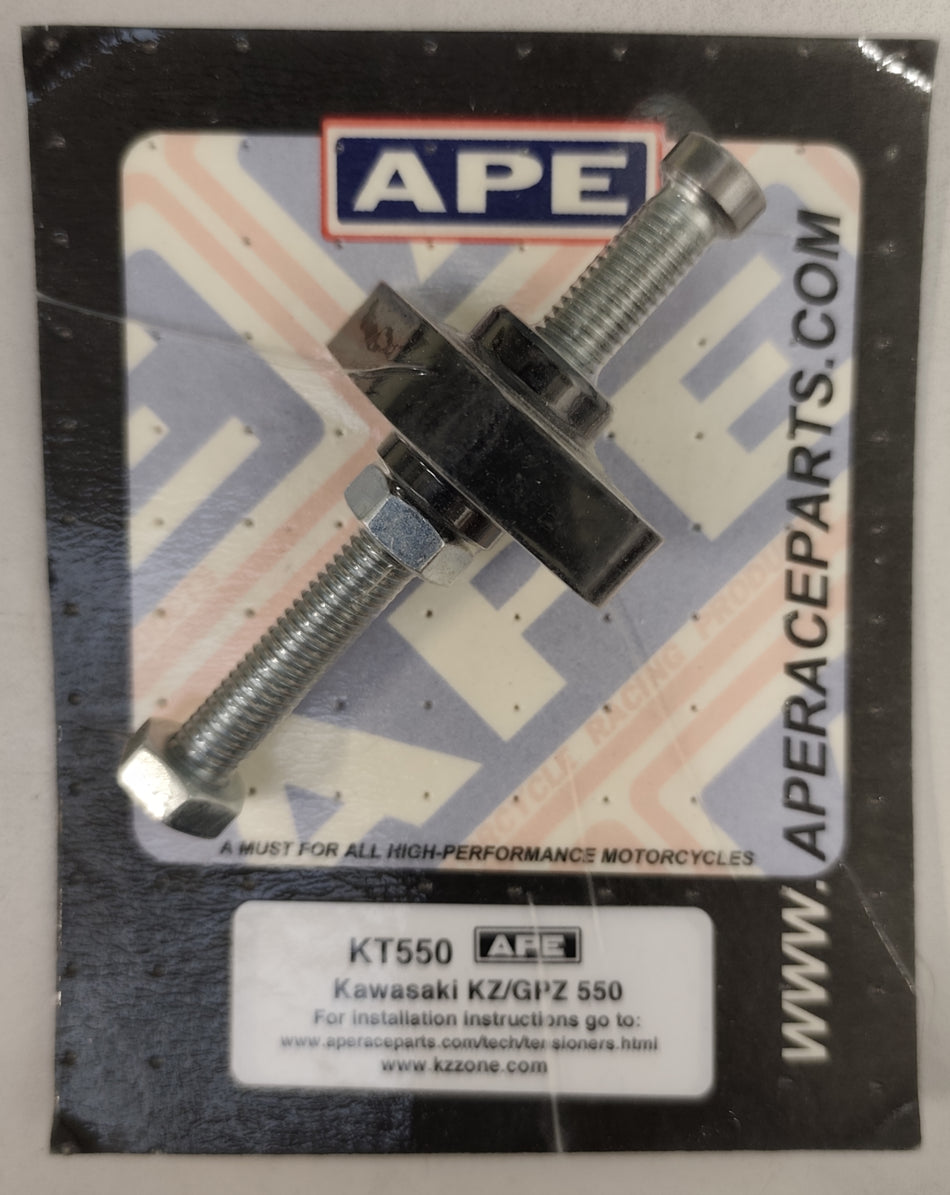 APE
WWW.APERACEPARTS.COM
A MUST FOR ALL HIGH-PERFORMANCE MOTORCYCLES
KT550 APE
Kawasaki KZ/GPZ 550
For installation instructions go to:
www.aperaceparts.com/tech/tensioners.html
www.kzzone.com